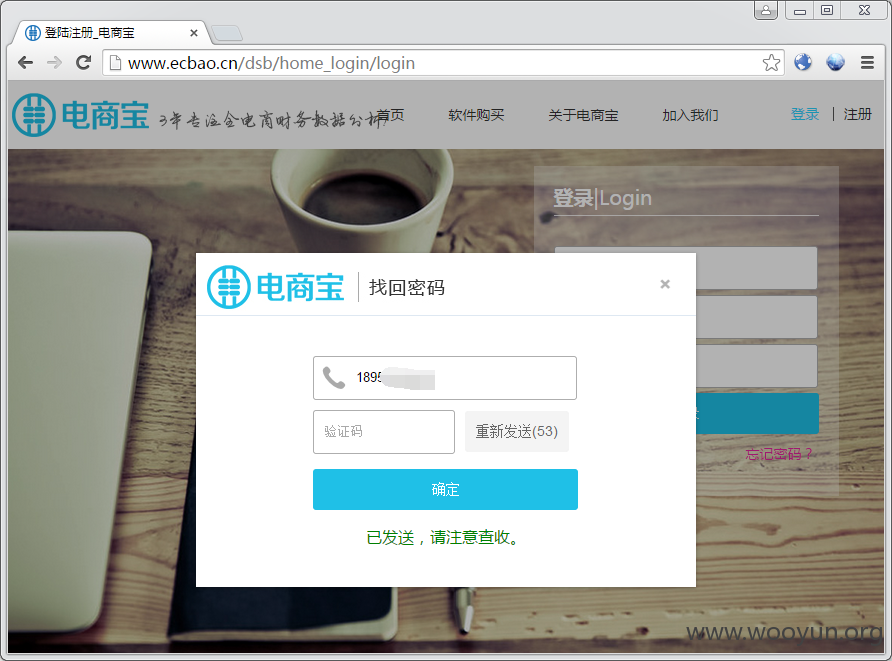 登陆注册_电商宝
www.ecbao.cn/dsb/home_login/login
电商宝 3年专注全电商财务数据分析! 首页 软件购买 关于电商宝 加入我们 登录 | 注册
登录|Login
电商宝 | 找回密码 ×
1895
验证码 重新发送(53)
确定
忘记密码？
已发送，请注意查收。
www.wooyun.org